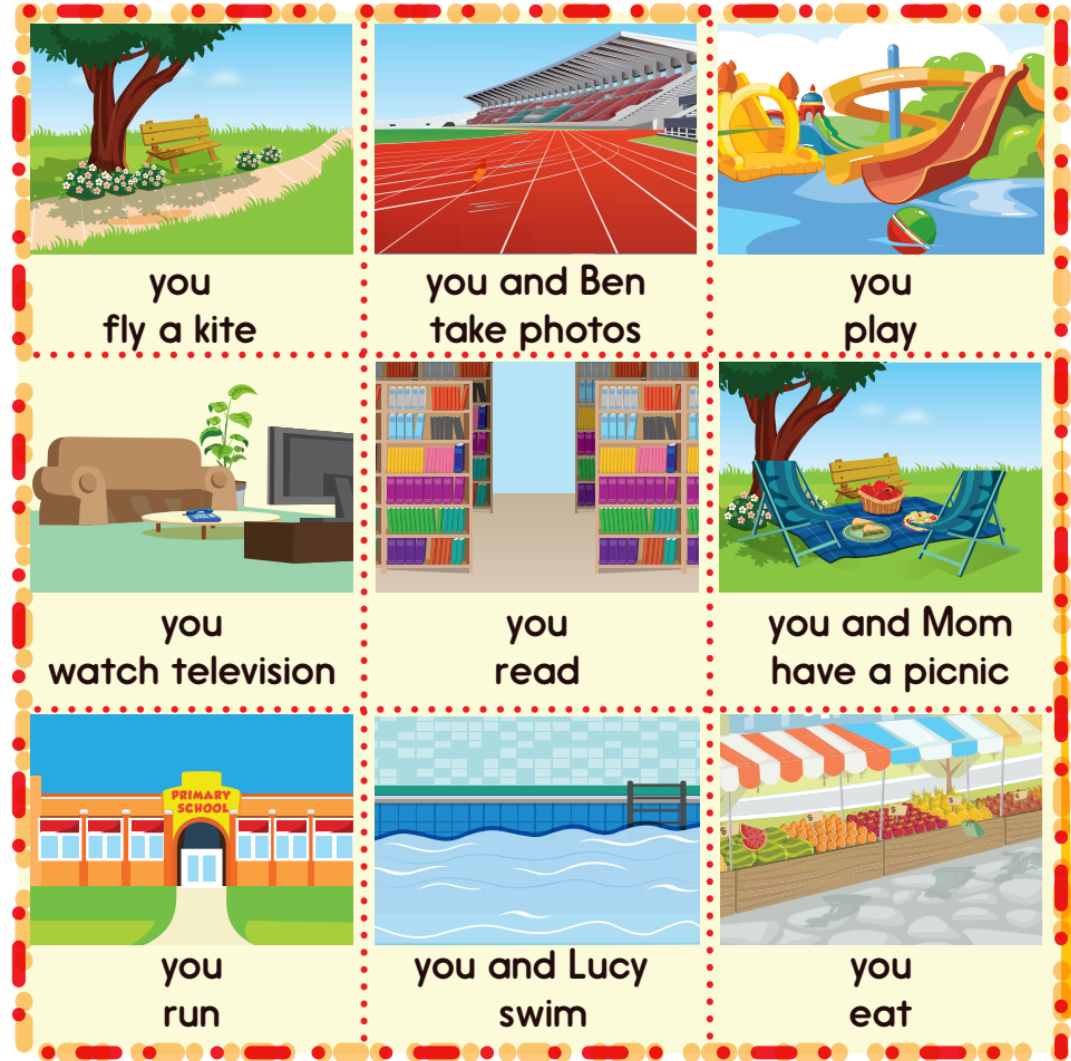 you
fly a kite
you and Ben
take photos
you
play
you
watch television
you
read
you and Mom
have a picnic
PRIMARY
SCHOOL
you
run
you and Lucy
swim
$
$
$
$
you
eat